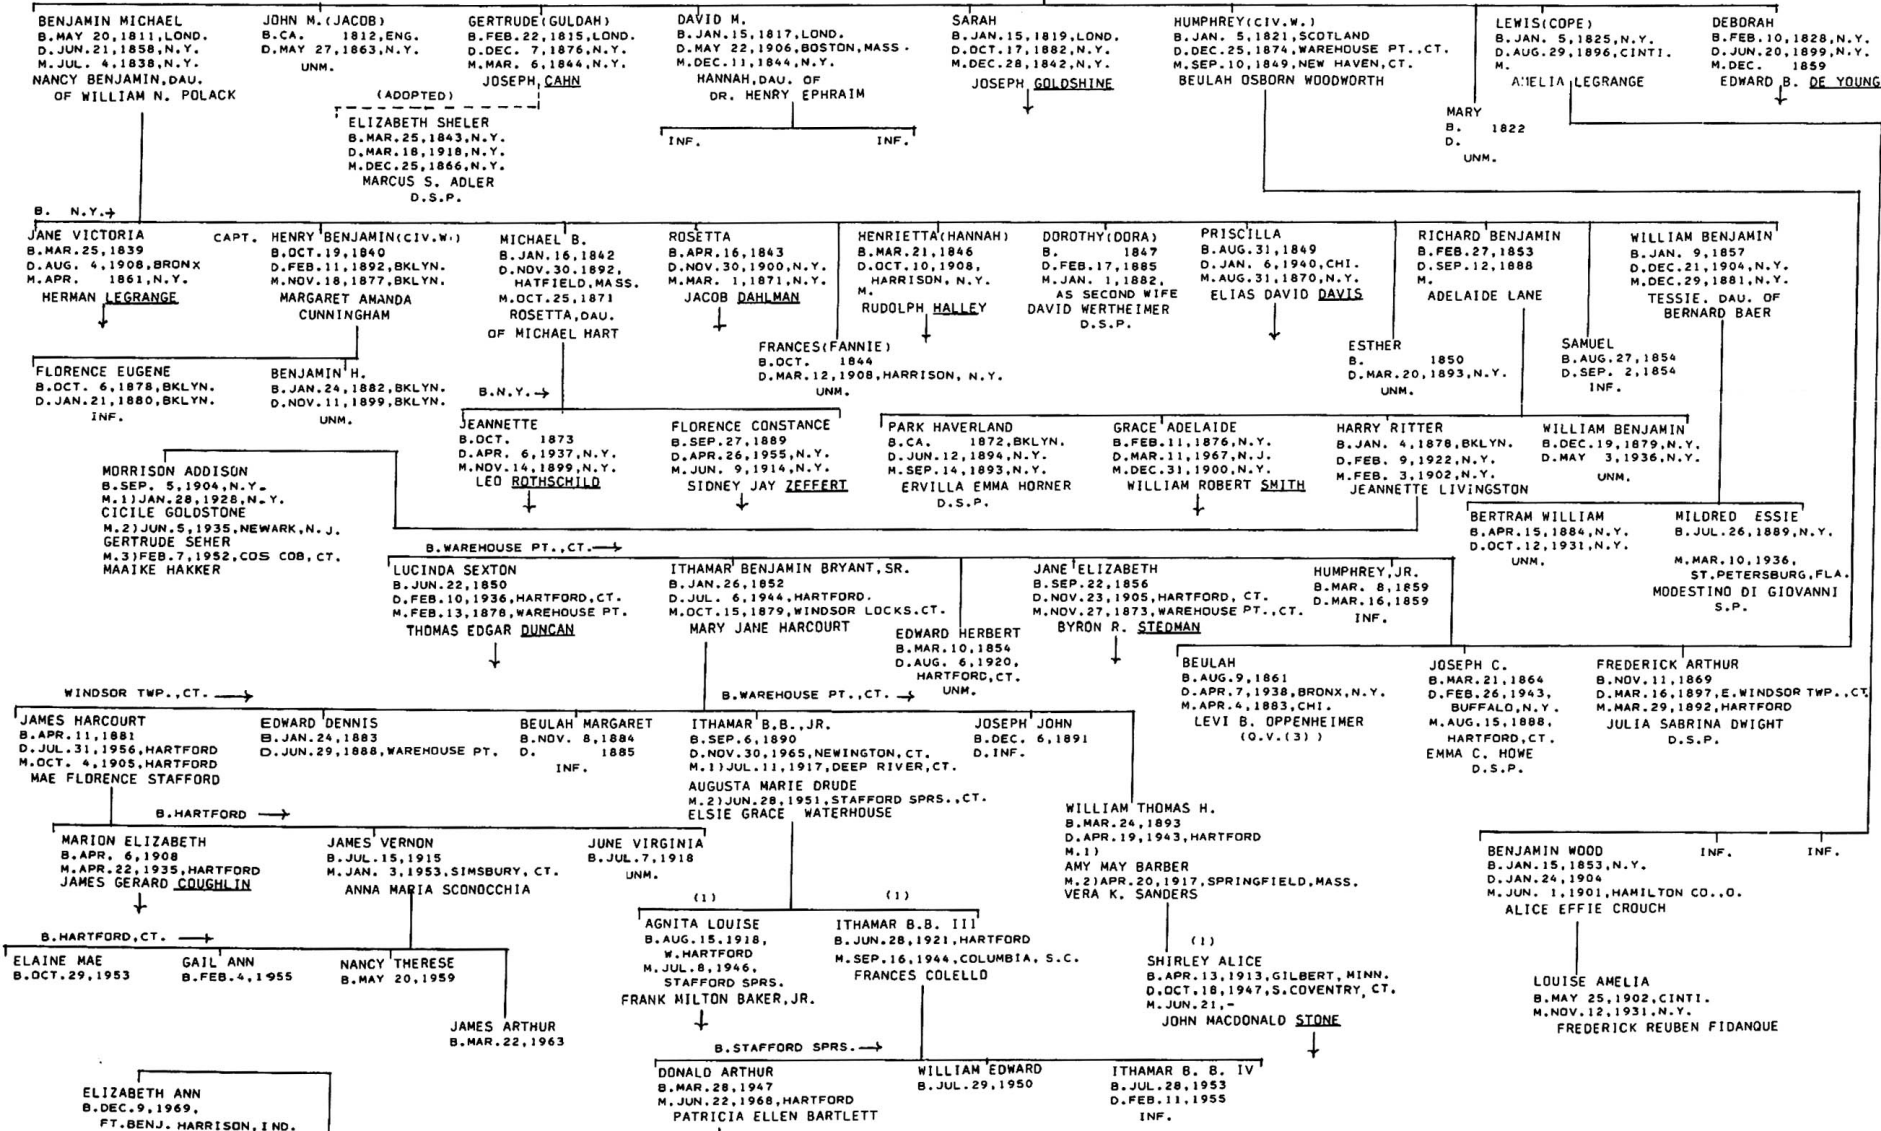 BENJAMIN MICHAEL
B.MAY 20,1811,LOND.
D.JUN.21,1858,N.Y.
M.JUL. 4,1838,N.Y.
NANCY BENJAMIN,DAU.
OF WILLIAM N. POLACK
JOHN M.(JACOB)
B.CA. 1812,ENG.
D.MAY 27,1863,N.Y.
UNM.
GERTRUDE(GULDAH)
B.FEB.22,1815,LOND.
D.DEC. 7,1876,N.Y.
M.MAR. 6,1844,N.Y.
JOSEPH CAHN
(ADOPTED)
ELIZABETH SHELER
B.MAR.25,1843,N.Y.
D.MAR.18,1918,N.Y.
M.DEC.25,1866,N.Y.
MARCUS S. ADLER
D.S.P.
DAVID M.
B.JAN.15,1817,LOND.
D.MAY 22,1906,BOSTON,MASS.
M.DEC.11,1844,N.Y.
HANNAH,DAU. OF
DR. HENRY EPHRAIM
INF. INF.
SARAH
B.JAN.15,1819,LOND.
D.OCT.17,1882,N.Y.
M.DEC.28,1842,N.Y.
JOSEPH GOLDSHINE
HUMPHREY(CIV.W.)
B.JAN. 5,1821,SCOTLAND
D.DEC.25,1874,WAREHOUSE PT.,CT.
M.SEP.10,1849,NEW HAVEN,CT.
BEULAH OSBORN WOODWORTH
MARY
B. 1822
D.
UNM.
LEWIS(COPE)
B.JAN. 5,1825,N.Y.
D.AUG.29,1896,CINTI.
M.
AMELIA LEGRANGE
DEBORAH
B.FEB.10,1828,N.Y.
D.JUN.20,1899,N.Y.
M.DEC. 1859
EDWARD B. DE YOUNG
B. N.Y.→
JANE VICTORIA
B.MAR.25,1839
D.AUG. 4,1908,BRONX
M.APR. 1861,N.Y.
HERMAN LEGRANGE
CAPT. HENRY BENJAMIN(CIV.W.)
B.OCT.19,1840
D.FEB.11,1892,BKLYN.
M.NOV.18,1877,BKLYN.
MARGARET AMANDA
CUNNINGHAM
MICHAEL B.
B.JAN.16,1842
D.NOV.30,1892,
HATFIELD,MASS.
M.OCT.25,1871
ROSETTA,DAU.
OF MICHAEL HART
ROSETTA
B.APR.16,1843
D.NOV.30,1900,N.Y.
M.MAR. 1,1871,N.Y.
JACOB DAHLMAN
FRANCES(FANNIE)
B.OCT. 1844
D.MAR.12,1908,HARRISON, N.Y.
UNM.
HENRIETTA(HANNAH)
B.MAR.21,1846
D.OCT.10,1908,
HARRISON, N.Y.
M.
RUDOLPH HALLEY
DOROTHY(DORA)
B. 1847
D.FEB.17,1885
M.JAN. 1,1882,
AS SECOND WIFE
DAVID WERTHEIMER
D.S.P.
PRISCILLA
B.AUG.31,1849
D.JAN. 6,1940,CHI.
M.AUG.31,1870,N.Y.
ELIAS DAVID DAVIS
ESTHER
B. 1850
D.MAR.20,1893,N.Y.
UNM.
RICHARD BENJAMIN
B.FEB.27,1853
D.SEP.12,1888
M.
ADELAIDE LANE
SAMUEL
B.AUG.27,1854
D.SEP. 2,1854
INF.
WILLIAM BENJAMIN
B.JAN. 9,1857
D.DEC.21,1904,N.Y.
M.DEC.29,1881,N.Y.
TESSIE. DAU. OF
BERNARD BAER
FLORENCE EUGENE
B.OCT. 6,1878,BKLYN.
D.JAN.21,1880,BKLYN.
INF.
BENJAMIN H.
B.JAN.24,1882,BKLYN.
D.NOV.11,1899,BKLYN.
UNM.
B.N.Y.→
JEANNETTE
B.OCT. 1873
D.APR. 6,1937,N.Y.
M.NOV.14,1899,N.Y.
LEO ROTHSCHILD
FLORENCE CONSTANCE
B.SEP.27,1889
D.APR.26,1955,N.Y.
M.JUN. 9,1914,N.Y.
SIDNEY JAY ZEFFERT
PARK HAVERLAND
B.CA. 1872,BKLYN.
D.JUN.12,1894,N.Y.
M.SEP.14,1893,N.Y.
ERVILLA EMMA HORNER
D.S.P.
GRACE ADELAIDE
B.FEB.11,1876,N.Y.
D.MAR.11,1967,N.J.
M.DEC.31,1900,N.Y.
WILLIAM ROBERT SMITH
HARRY RITTER
B.JAN. 4,1878,BKLYN.
D.FEB. 9,1922,N.Y.
M.FEB. 3,1902,N.Y.
JEANNETTE LIVINGSTON
WILLIAM BENJAMIN
B.DEC.19,1879,N.Y.
D.MAY 3,1936,N.Y.
UNM.
MORRISON ADDISON
B.SEP. 5,1904,N.Y.
M.1)JAN.28,1928,N.Y.
CICILE GOLDSTONE
M.2)JUN.5,1935,NEWARK,N.J.
GERTRUDE SEHER
M.3)FEB.7,1952,COS COB,CT.
MAAIKE HAKKER
BERTRAM WILLIAM
B.APR.15,1884,N.Y.
D.OCT.12,1931,N.Y.
UNM.
MILDRED ESSIE
B.JUL.26,1889,N.Y.
M.MAR.10,1936,
ST.PETERSBURG,FLA.
MODESTINO DI GIOVANNI
S.P.
B.WAREHOUSE PT.,CT.→
LUCINDA SEXTON
B.JUN.22,1850
D.FEB.10,1936,HARTFORD,CT.
M.FEB.13,1878,WAREHOUSE PT.
THOMAS EDGAR DUNCAN
ITHAMAR BENJAMIN BRYANT,SR.
B.JAN.26,1852
D.JUL. 6,1944,HARTFORD.
M.OCT.15,1879,WINDSOR LOCKS.CT.
MARY JANE HARCOURT
EDWARD HERBERT
B.MAR.10,1854
D.AUG. 6,1920,
HARTFORD,CT.
UNM.
JANE ELIZABETH
B.SEP.22,1856
D.NOV.23,1905,HARTFORD, CT.
M.NOV.27,1873,WAREHOUSE PT.,CT.
BYRON R. STEDMAN
HUMPHREY,JR.
B.MAR. 8,1859
D.MAR.16,1859
INF.
BEULAH
B.AUG.9,1861
D.APR.7,1938,BRONX,N.Y.
M.APR.4,1883,CHI.
LEVI B. OPPENHEIMER
(Q.V.(3) )
JOSEPH C.
B.MAR.21,1864
D.FEB.26,1943,
BUFFALO,N.Y.
M.AUG.15,1888,
HARTFORD,CT.
EMMA C. HOWE
D.S.P.
FREDERICK ARTHUR
B.NOV.11,1869
D.MAR.16,1897,E.WINDSOR TWP.,CT
M.MAR.29,1892,HARTFORD
JULIA SABRINA DWIGHT
D.S.P.
WINDSOR TWP.,CT. →
B.WAREHOUSE PT.,CT. →
JAMES HARCOURT
B.APR.11,1881
D.JUL.31,1956,HARTFORD
M.OCT. 4,1905,HARTFORD
MAE FLORENCE STAFFORD
EDWARD DENNIS
B.JAN.24,1883
D.JUN.29,1888,WAREHOUSE PT.
BEULAH MARGARET
B.NOV. 8,1884
D. 1885
INF.
ITHAMAR B.B.,JR.
B.SEP.6,1890
D.NOV.30,1965,NEWINGTON,CT.
M.1)JUL.11,1917,DEEP RIVER,CT.
AUGUSTA MARIE DRUDE
M.2)JUN.28,1951,STAFFORD SPRS.,CT.
ELSIE GRACE WATERHOUSE
JOSEPH JOHN
B.DEC. 6,1891
D.INF.
WILLIAM THOMAS H.
B.MAR.24,1893
D.APR.19,1943,HARTFORD
M.1)
AMY MAY BARBER
M.2)APR.20,1917,SPRINGFIELD,MASS.
VERA K. SANDERS
B.HARTFORD →
MARION ELIZABETH
B.APR. 6,1908
M.APR.22,1935,HARTFORD
JAMES GERARD COUGHLIN
JAMES VERNON
B.JUL.15,1915
M.JAN. 3,1953,SIMSBURY, CT.
ANNA MARIA SCONOCCHIA
JUNE VIRGINIA
B.JUL.7,1918
UNM.
BENJAMIN WOOD
B.JAN.15,1853,N.Y.
D.JAN.24,1904
M.JUN. 1,1901,HAMILTON CO.,O.
ALICE EFFIE CROUCH
INF. INF.
(1)
AGNITA LOUISE
B.AUG.15,1918,
W.HARTFORD
M.JUL.8,1946,
STAFFORD SPRS.
FRANK MILTON BAKER,JR.
(1)
ITHAMAR B.B. III
B.JUN.28,1921,HARTFORD
M.SEP.16,1944,COLUMBIA, S.C.
FRANCES COLELLO
(1)
SHIRLEY ALICE
B.APR.13,1913,GILBERT, MINN.
D.OCT.18,1947,S.COVENTRY, CT.
M.JUN.21,-
JOHN MACDONALD STONE
LOUISE AMELIA
B.MAY 25,1902,CINTI.
M.NOV.12,1931,N.Y.
FREDERICK REUBEN FIDANQUE
B.HARTFORD,CT. →
ELAINE MAE
B.OCT.29,1953
GAIL ANN
B.FEB.4,1955
NANCY THERESE
B.MAY 20,1959
JAMES ARTHUR
B.MAR.22,1963
B.STAFFORD SPRS.→
DONALD ARTHUR
B.MAR.28,1947
M.JUN.22,1968,HARTFORD
PATRICIA ELLEN BARTLETT
WILLIAM EDWARD
B.JUL.29,1950
ITHAMAR B. B. IV
B.JUL.28,1953
D.FEB.11,1955
INF.
ELIZABETH ANN
B.DEC.9,1969,
FT.BENJ. HARRISON,IND.